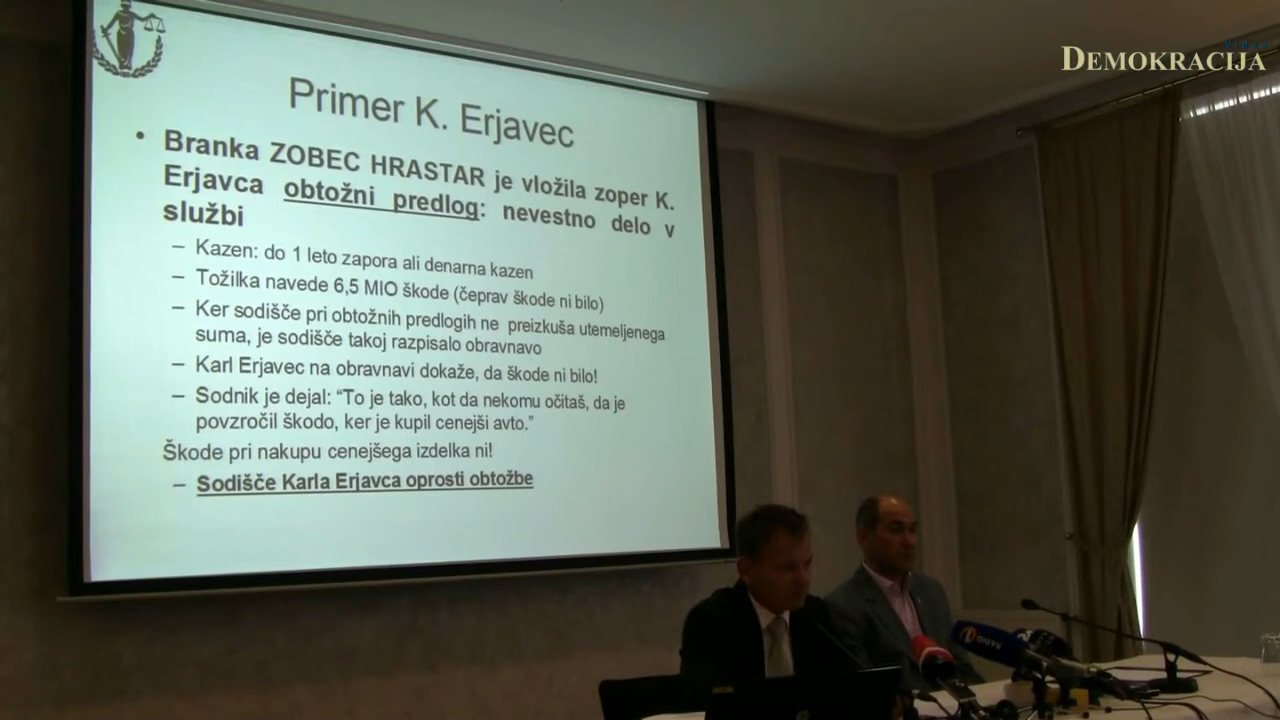 Video
DEMOKRACIJA
Primer K. Erjavec
• Branka ZOBEC HRASTAR je vložila zoper K.
Erjavca obtožni predlog: nevestno delo v
službi
– Kazen: do 1 leto zapora ali denarna kazen
– Tožilka navede 6,5 MIO škode (čeprav škode ni bilo)
– Ker sodišče pri obtožnih predlogih ne preizkuša utemeljenega
suma, je sodišče takoj razpisalo obravnavo
– Karl Erjavec na obravnavi dokaže, da škode ni bilo!
– Sodnik je dejal: “To je tako, kot da nekomu očitaš, da je
povzročil škodo, ker je kupil cenejši avto.”
Škode pri nakupu cenejšega izdelka ni!
– Sodišče Karla Erjavca oprosti obtožbe